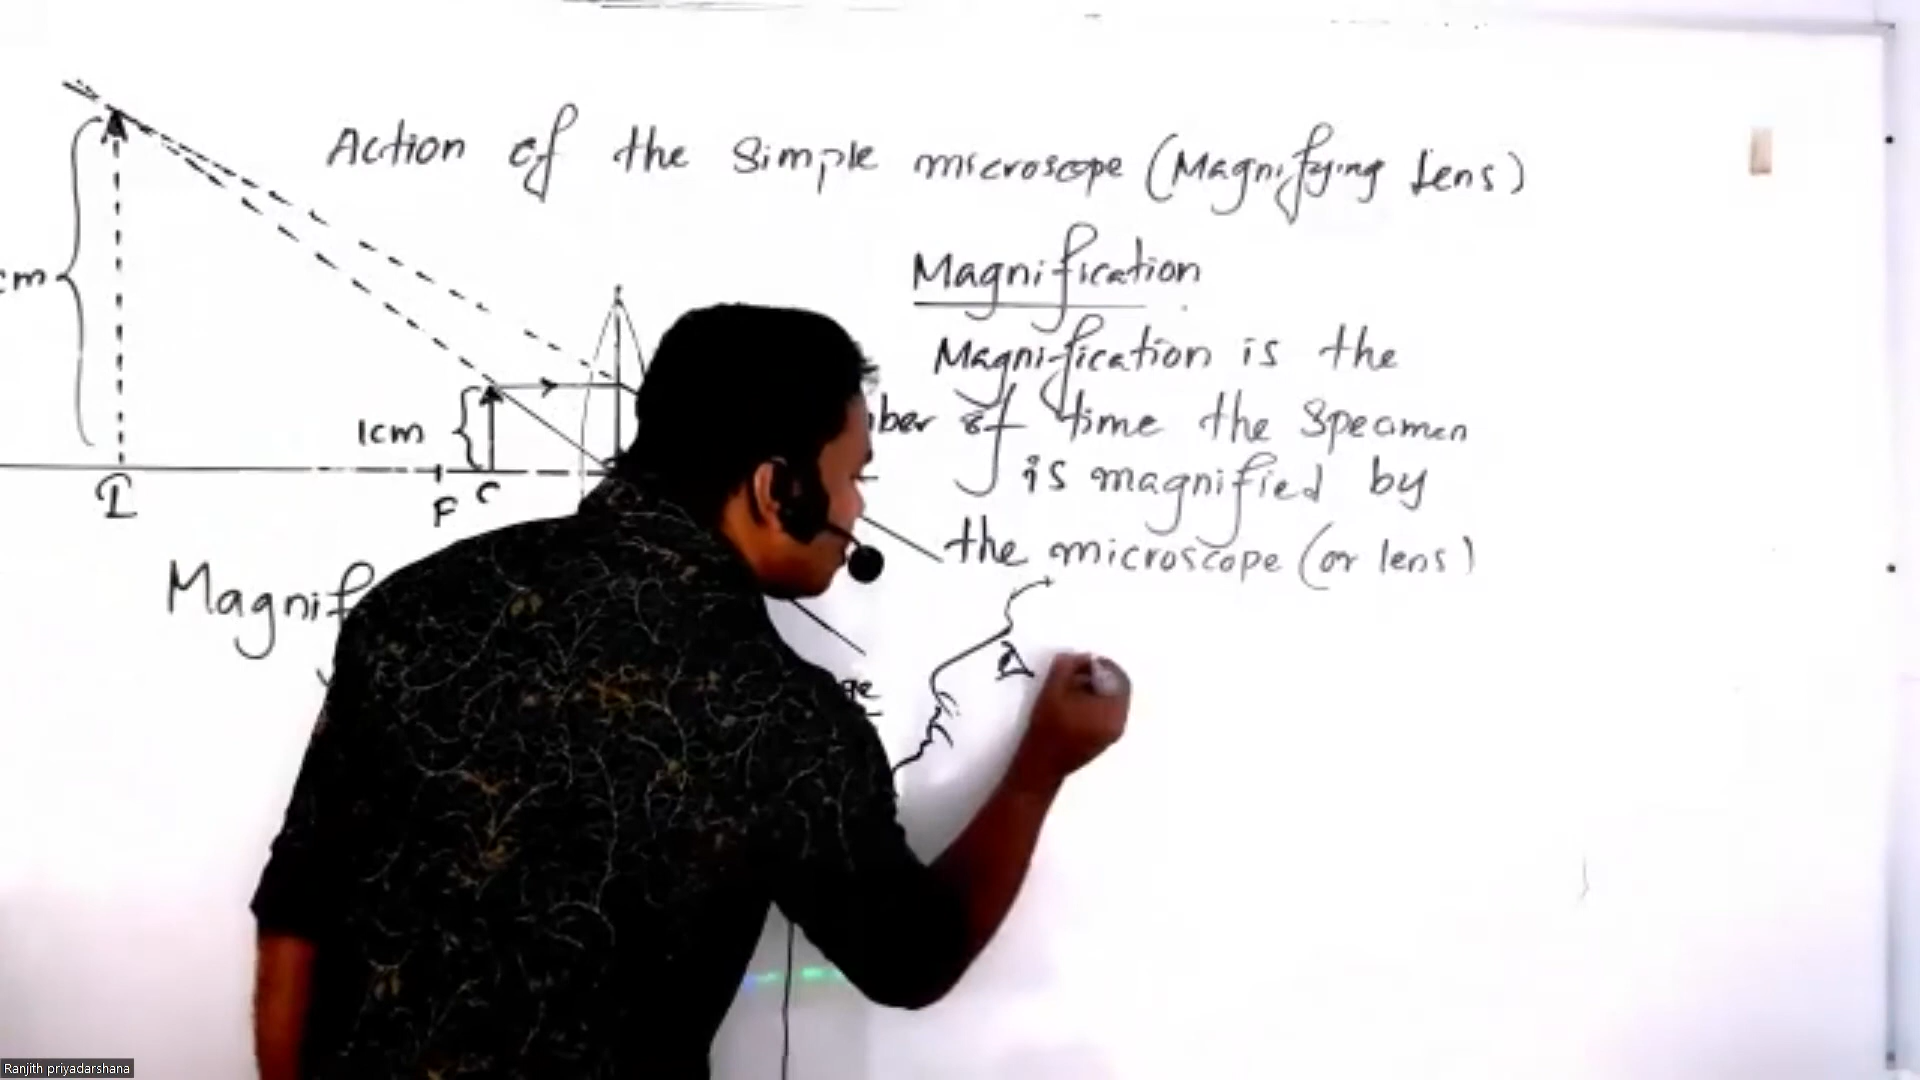 Action of the Simple microscope (Magnifying Lens)
Magnification
Magnification is the
cm
1cm
of time the Specimen
is magnified by
I
F
the microscope (or lens)
Magnif
Ranjith priyadarshana